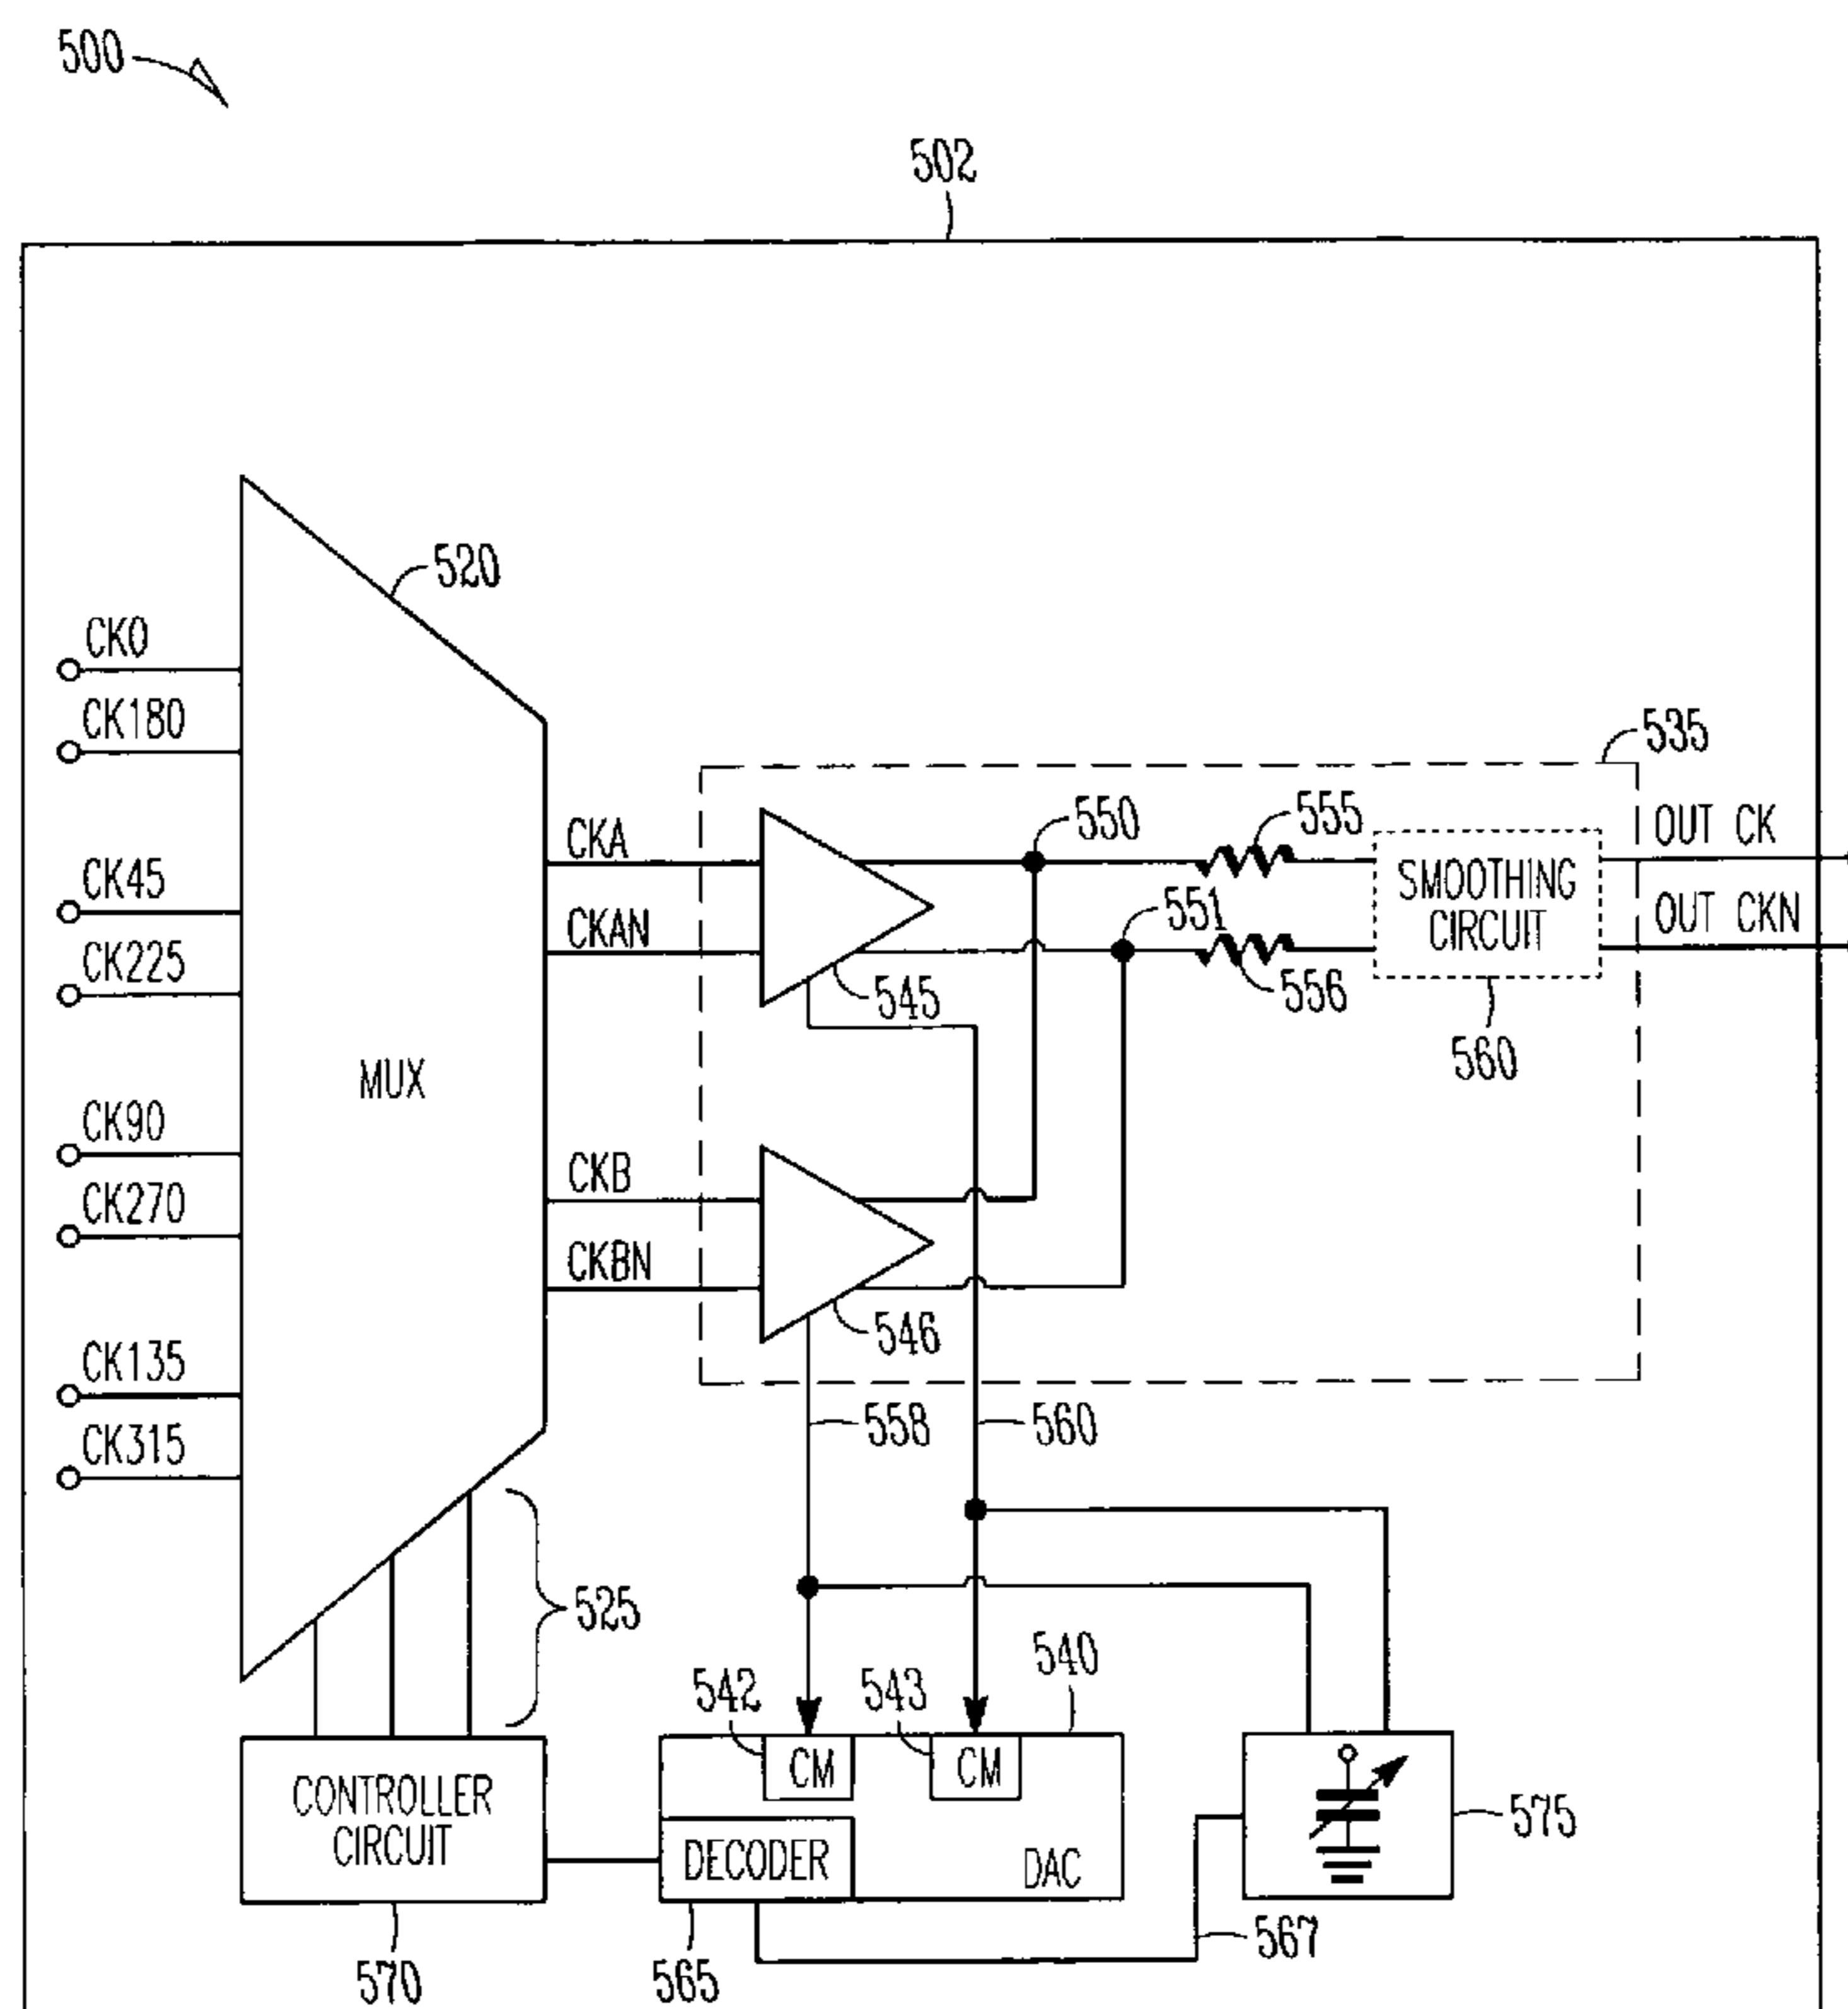 500
502
520
CK0
CK180
CK45
CK225
CK90
CK270
CK135
CK315
MUX
CKA
CKAN
CKB
CKBN
535
550
555
OUT CK
SMOOTHING
CIRCUIT
551
OUT CKN
545
556
560
546
558
560
525
542
543
540
CM
CM
CONTROLLER
CIRCUIT
DECODER
DAC
575
567
570
565